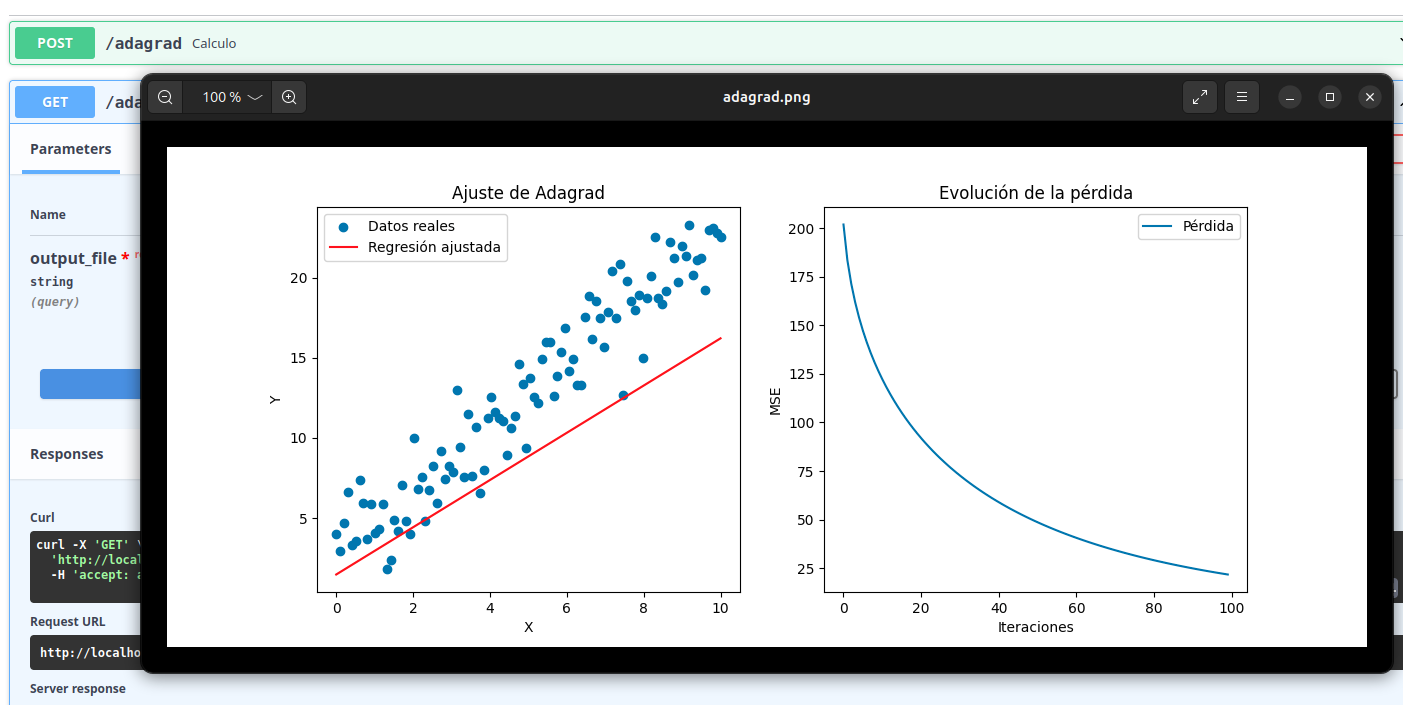 POST /adagrad Calculo
GET /ada
100 %
adagrad.png
Parameters
Name
output_file *
string
(query)
Responses
Curl
curl -X 'GET' \
'http://local
-H 'accept: a
Request URL
http://localho
Server response
Ajuste de Adagrad
Datos reales
Regresión ajustada
Y
20
15
10
5
0 2 4 6 8 10
X
Evolución de la pérdida
Pérdida
MSE
200
175
150
125
100
75
50
25
0 20 40 60 80 100
Iteraciones